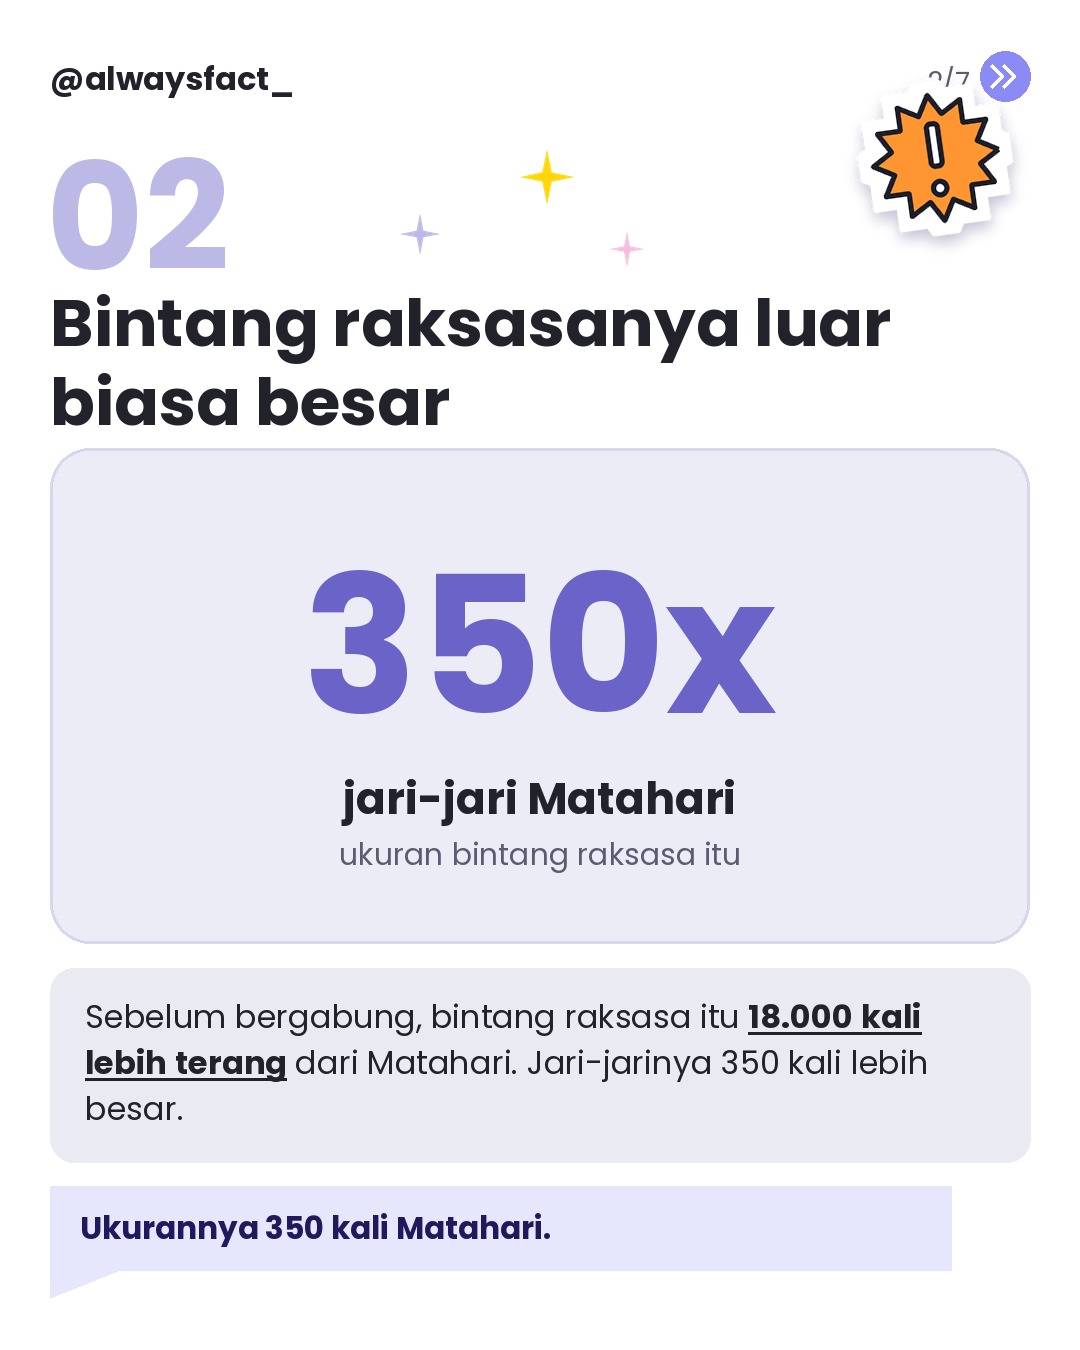 @alwaysfact_
02
Bintang raksasanya luar
biasa besar
350x
jari-jari Matahari
ukuran bintang raksasa itu
Sebelum bergabung, bintang raksasa itu 18.000 kali
lebih terang dari Matahari. Jari-jarinya 350 kali lebih
besar.
Ukurannya 350 kali Matahari.